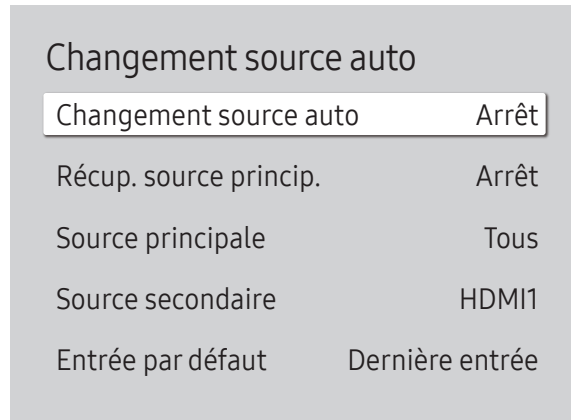 Changement source auto
Changement source auto Arrêt
Récup. source princip. Arrêt
Source principale Tous
Source secondaire HDMI1
Entrée par défaut Dernière entrée